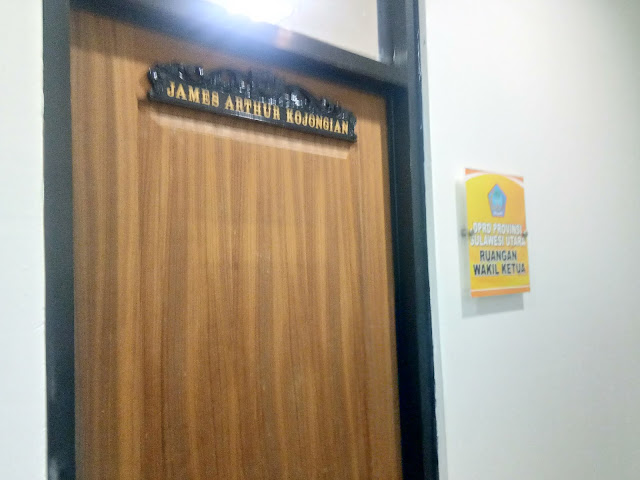 JAMES ARTHUR KOJONGIAN
DPRD PROVINSI
SULAWESI UTARA
RUANGAN
WAKIL KETUA